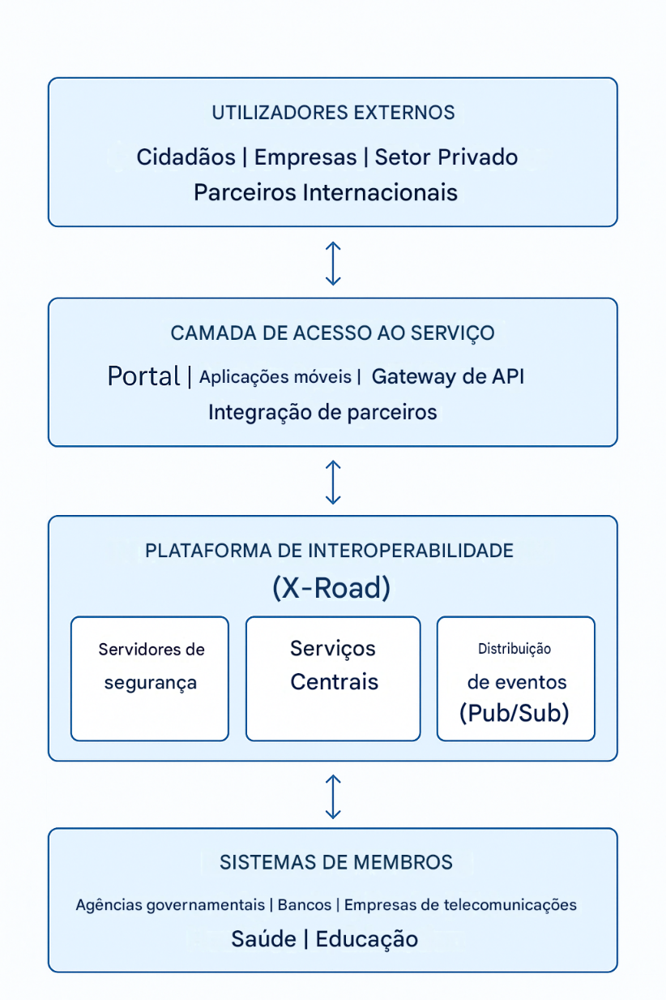 UTILIZADORES EXTERNOS
Cidadãos | Empresas | Setor Privado
Parceiros Internacionais
CAMADA DE ACESSO AO SERVIÇO
Portal | Aplicações móveis | Gateway de API
Integração de parceiros
PLATAFORMA DE INTEROPERABILIDADE
(X-Road)
Servidores de
segurança
Serviços
Centrais
Distribuição
de eventos
(Pub/Sub)
SISTEMAS DE MEMBROS
Agências governamentais | Bancos | Empresas de telecomunicações
Saúde | Educação